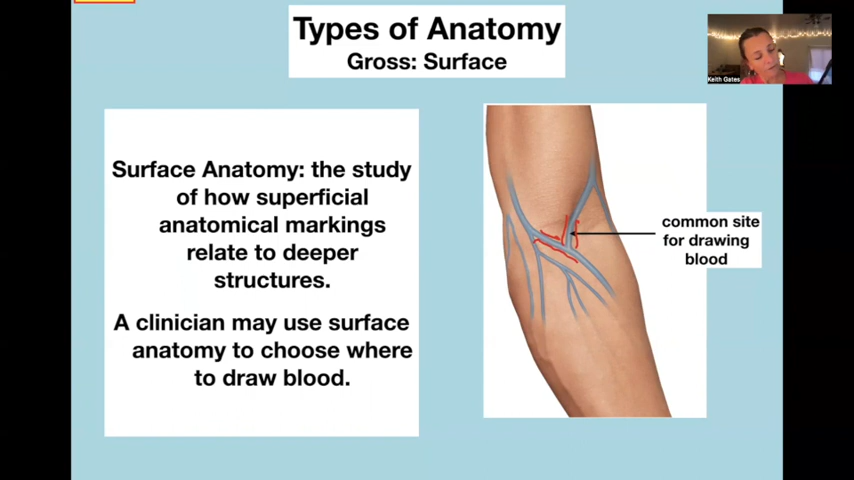 Types of Anatomy
Gross: Surface
Keith Gates
Surface Anatomy: the study
of how superficial
anatomical markings
relate to deeper
structures.
A clinician may use surface
anatomy to choose where
to draw blood.
common site
for drawing
blood